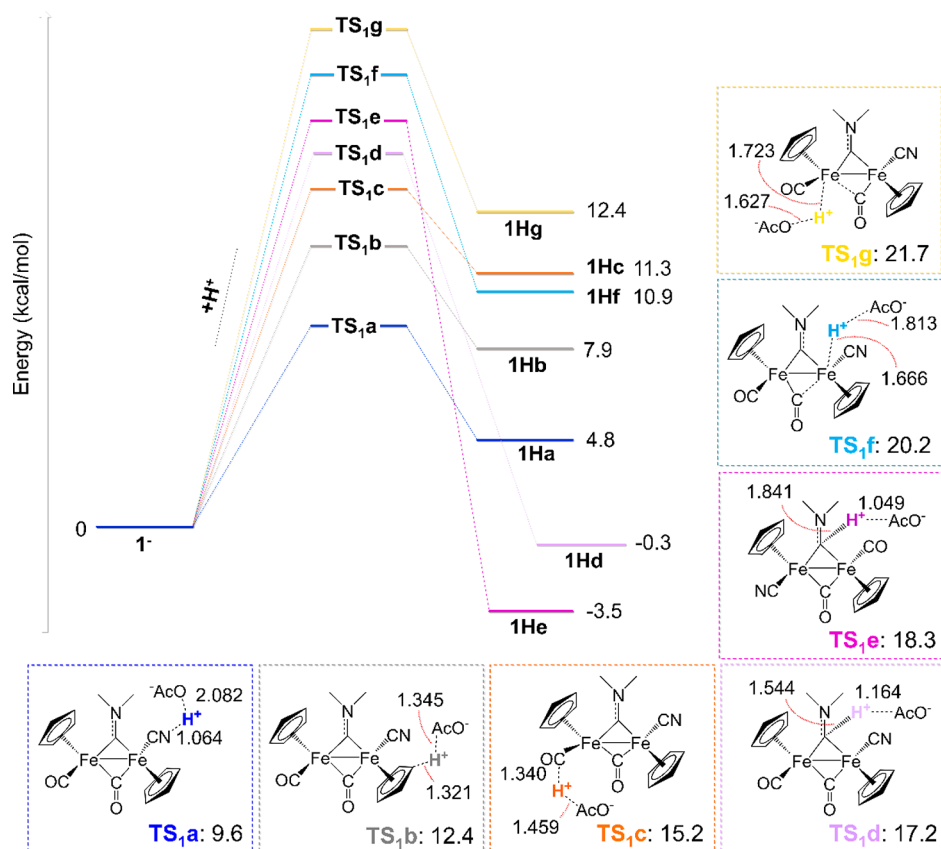 TS₁g
TS₁f
TS₁e
TS₁d
TS₁c
TS₁b
TS₁a
Energy (kcal/mol)
+H⁺
0
1⁻
12.4
1Hg
1Hc 11.3
1Hf 10.9
7.9
1Hb
4.8
1Ha
-0.3
1Hd
-3.5
1He
N
1.723
CN
Fe
Fe
OC
C
1.627
O
⁻AcO
H⁺
TS₁g: 21.7
AcO⁻
N
H⁺
1.813
CN
Fe
Fe
OC
C
1.666
O
TS₁f: 20.2
1.841
1.049
N
H⁺
AcO⁻
CO
Fe
Fe
NC
C
O
TS₁e: 18.3
⁻AcO
2.082
N
H⁺
CN
1.064
Fe
Fe
OC
C
O
TS₁a: 9.6
1.345
N
AcO⁻
CN
Fe
Fe
H⁺
OC
C
1.321
O
TS₁b: 12.4
N
CN
Fe
Fe
OC
C
1.340
O
H⁺
AcO⁻
1.459
TS₁c: 15.2
1.544
1.164
N
H⁺
AcO⁻
CN
Fe
Fe
OC
C
O
TS₁d: 17.2